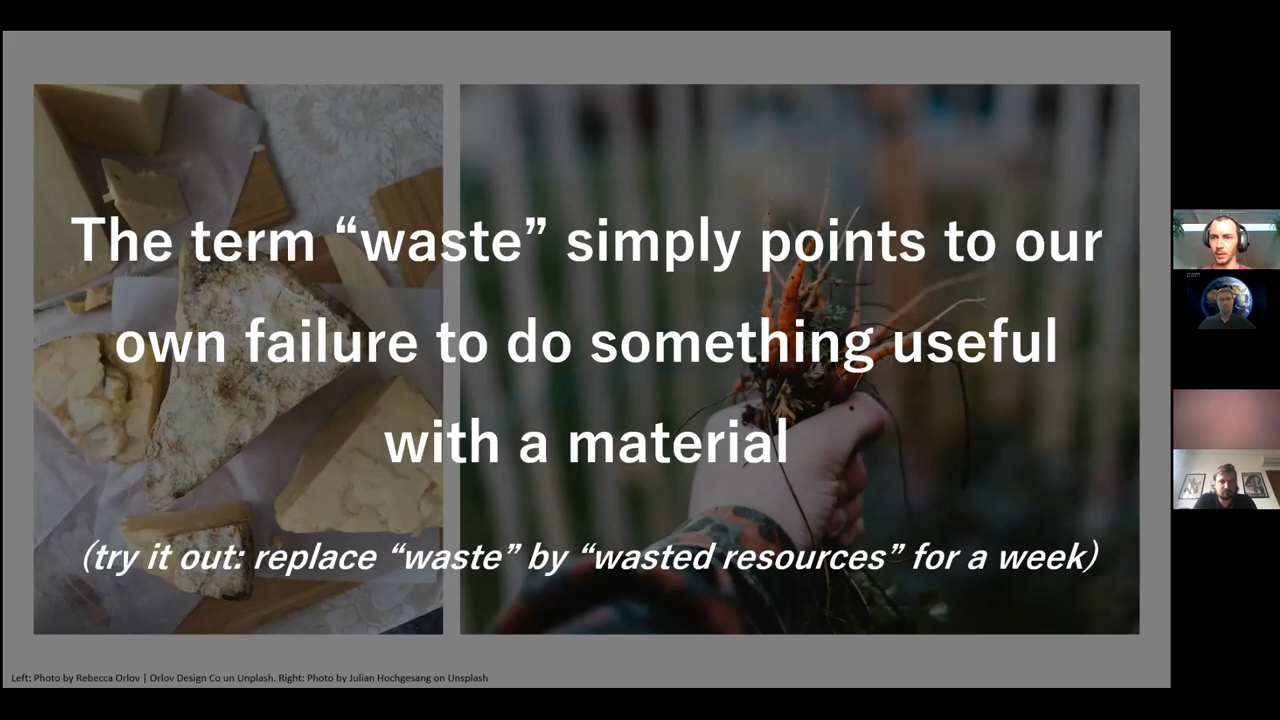 The term “waste” simply points to our
own failure to do something useful
with a material
(try it out: replace “waste” by “wasted resources” for a week)
Left: Photo by Rebecca Orlov | Orlov Design Co un Unplash. Right: Photo by Julian Hochgesang on Unsplash